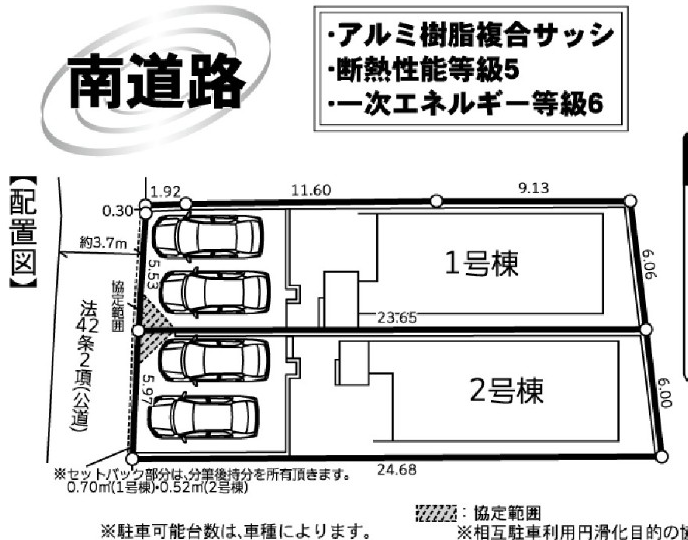 南道路
・アルミ樹脂複合サッシ
・断熱性能等級5
・一次エネルギー等級6
【配置図】
1.92
11.60
9.13
0.30
約3.7m
5.53
協定範囲
1号棟
6.06
23.65
法42条2項(公道)
5.97
2号棟
6.00
24.68
※セットバック部分は、分筆後持分を所有頂きます。
0.70㎡(1号棟)・0.52㎡(2号棟)
：協定範囲
※駐車可能台数は、車種によります。
※相互駐車利用円滑化目的の協